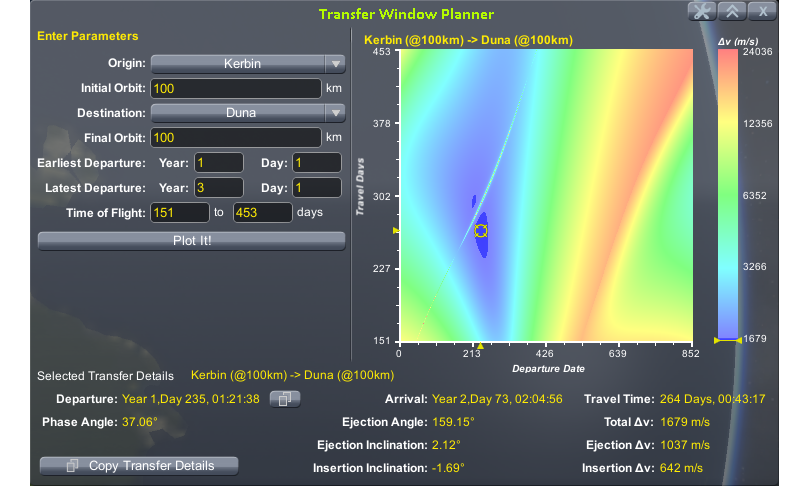 Transfer Window Planner
X
Enter Parameters
Origin: Kerbin
Initial Orbit: 100 km
Destination: Duna
Final Orbit: 100 km
Earliest Departure: Year: 1 Day: 1
Latest Departure: Year: 3 Day: 1
Time of Flight: 151 to 453 days
Plot It!
Kerbin (@100km) -> Duna (@100km)
Δv (m/s)
453
378
302
227
151
Travel Days
0 213 426 639 852
Departure Date
24036
12356
6352
3266
1679
Selected Transfer Details Kerbin (@100km) -> Duna (@100km)
Departure: Year 1,Day 235, 01:21:38 Arrival: Year 2,Day 73, 02:04:56 Travel Time: 264 Days, 00:43:17
Phase Angle: 37.06° Ejection Angle: 159.15° Total Δv: 1679 m/s
Ejection Inclination: 2.12° Ejection Δv: 1037 m/s
Copy Transfer Details Insertion Inclination: -1.69° Insertion Δv: 642 m/s